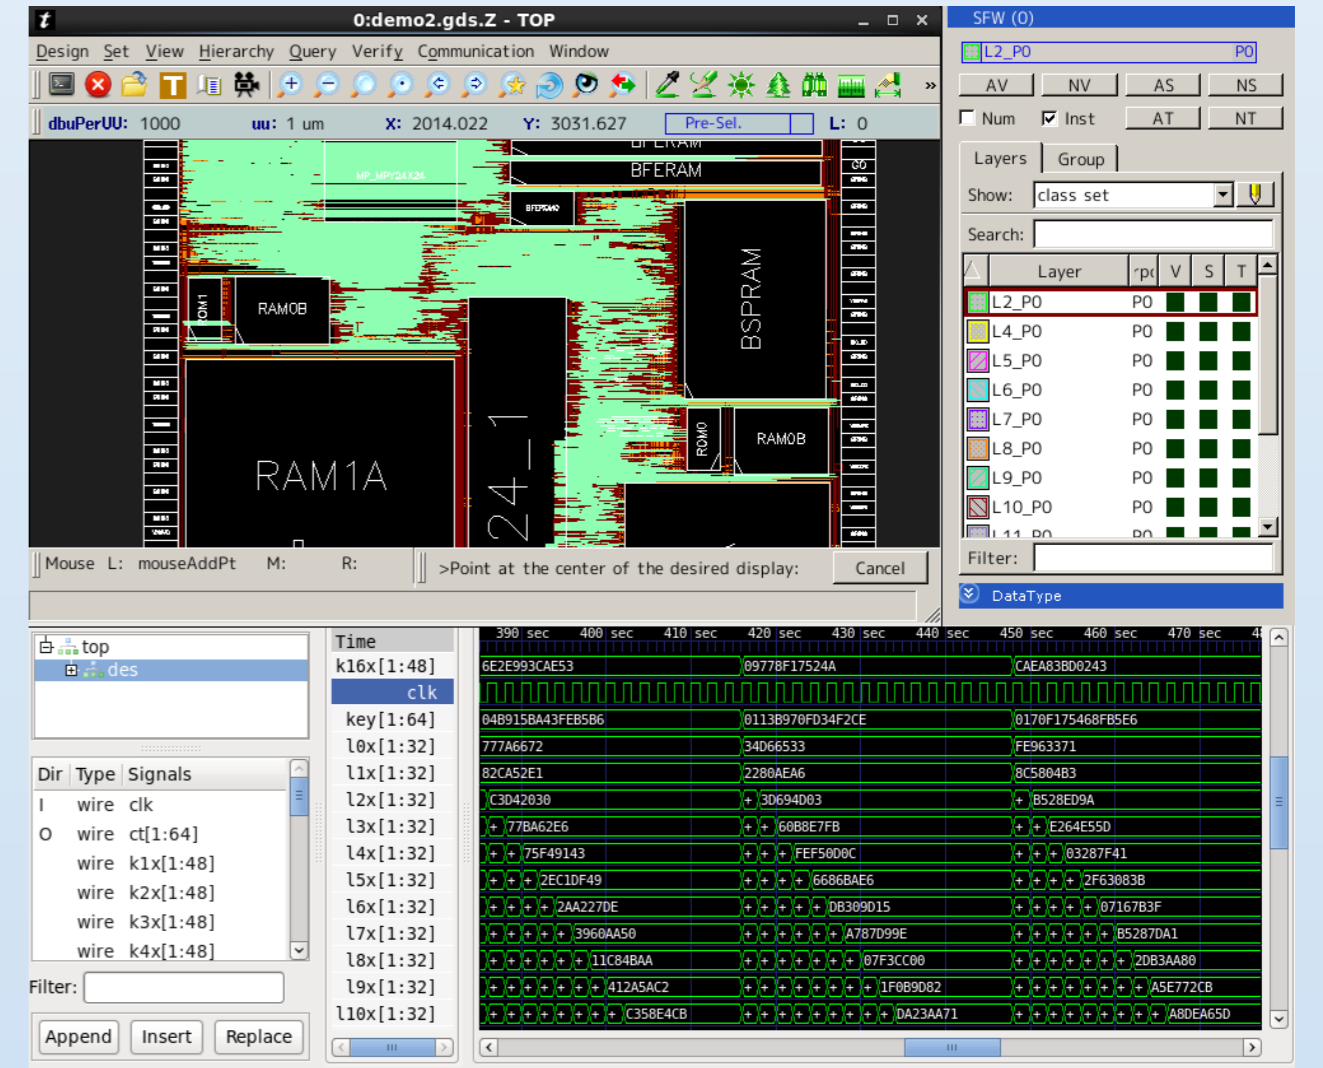 0:demo2.gds.Z - TOP
Design Set View Hierarchy Query Verify Communication Window
dbuPerUU: 1000 uu: 1 um X: 2014.022 Y: 3031.627 Pre-Sel. L: 0
BFERAM
MP_MPY24X24
BFERAM
BSPRAM
ROM1
RAM0B
ROM0
RAM0B
RAM1A
24_1
Mouse L: mouseAddPt M: R: >Point at the center of the desired display: Cancel
SFW (0)
L2_P0 P0
AV NV AS NS
Num Inst AT NT
Layers Group
Show: class set
Search:
Layer V S T
L2_P0 P0
L4_P0 P0
L5_P0 P0
L6_P0 P0
L7_P0 P0
L8_P0 P0
L9_P0 P0
L10_P0 P0
L11_P0 P0
Filter:
DataType
top
des
Dir Type Signals
I wire clk
O wire ct[1:64]
wire k1x[1:48]
wire k2x[1:48]
wire k3x[1:48]
wire k4x[1:48]
Filter:
Append Insert Replace
Time 390 sec 400 sec 410 sec 420 sec 430 sec 440 sec 450 sec 460 sec 470 sec 48
k16x[1:48] 6E2E993CAE53 09778F17524A CAEA83BD0243
clk
key[1:64] 04B915BA43FEB5B6 0113B970FD34F2CE 0170F175468FB5E6
l0x[1:32] 777A6672 34D66533 FE963371
l1x[1:32] 82CA52E1 2280AEA6 8C5804B3
l2x[1:32] C3D42030 + 3D694D03 + B528ED9A
l3x[1:32] + 77BA62E6 + + 60B8E7FB + + E264E55D
l4x[1:32] + + 75F49143 + + + FEF50D0C + + + 03287F41
l5x[1:32] + + + 2EC1DF49 + + + + 6686BAE6 + + + + 2F63083B
l6x[1:32] + + + + 2AA227DE + + + + + DB309D15 + + + + + 07167B3F
l7x[1:32] + + + + + 3960AA50 + + + + + + A787D99E + + + + + + B5287DA1
l8x[1:32] + + + + + + 11C84BAA + + + + + + + 07F3CC00 + + + + + + + 2DB3AA80
l9x[1:32] + + + + + + + 412A5AC2 + + + + + + + + 1F0B9D82 + + + + + + + + A5E772CB
l10x[1:32] + + + + + + + + C358E4CB + + + + + + + + + DA23AA71 + + + + + + + + + A8DEA65D